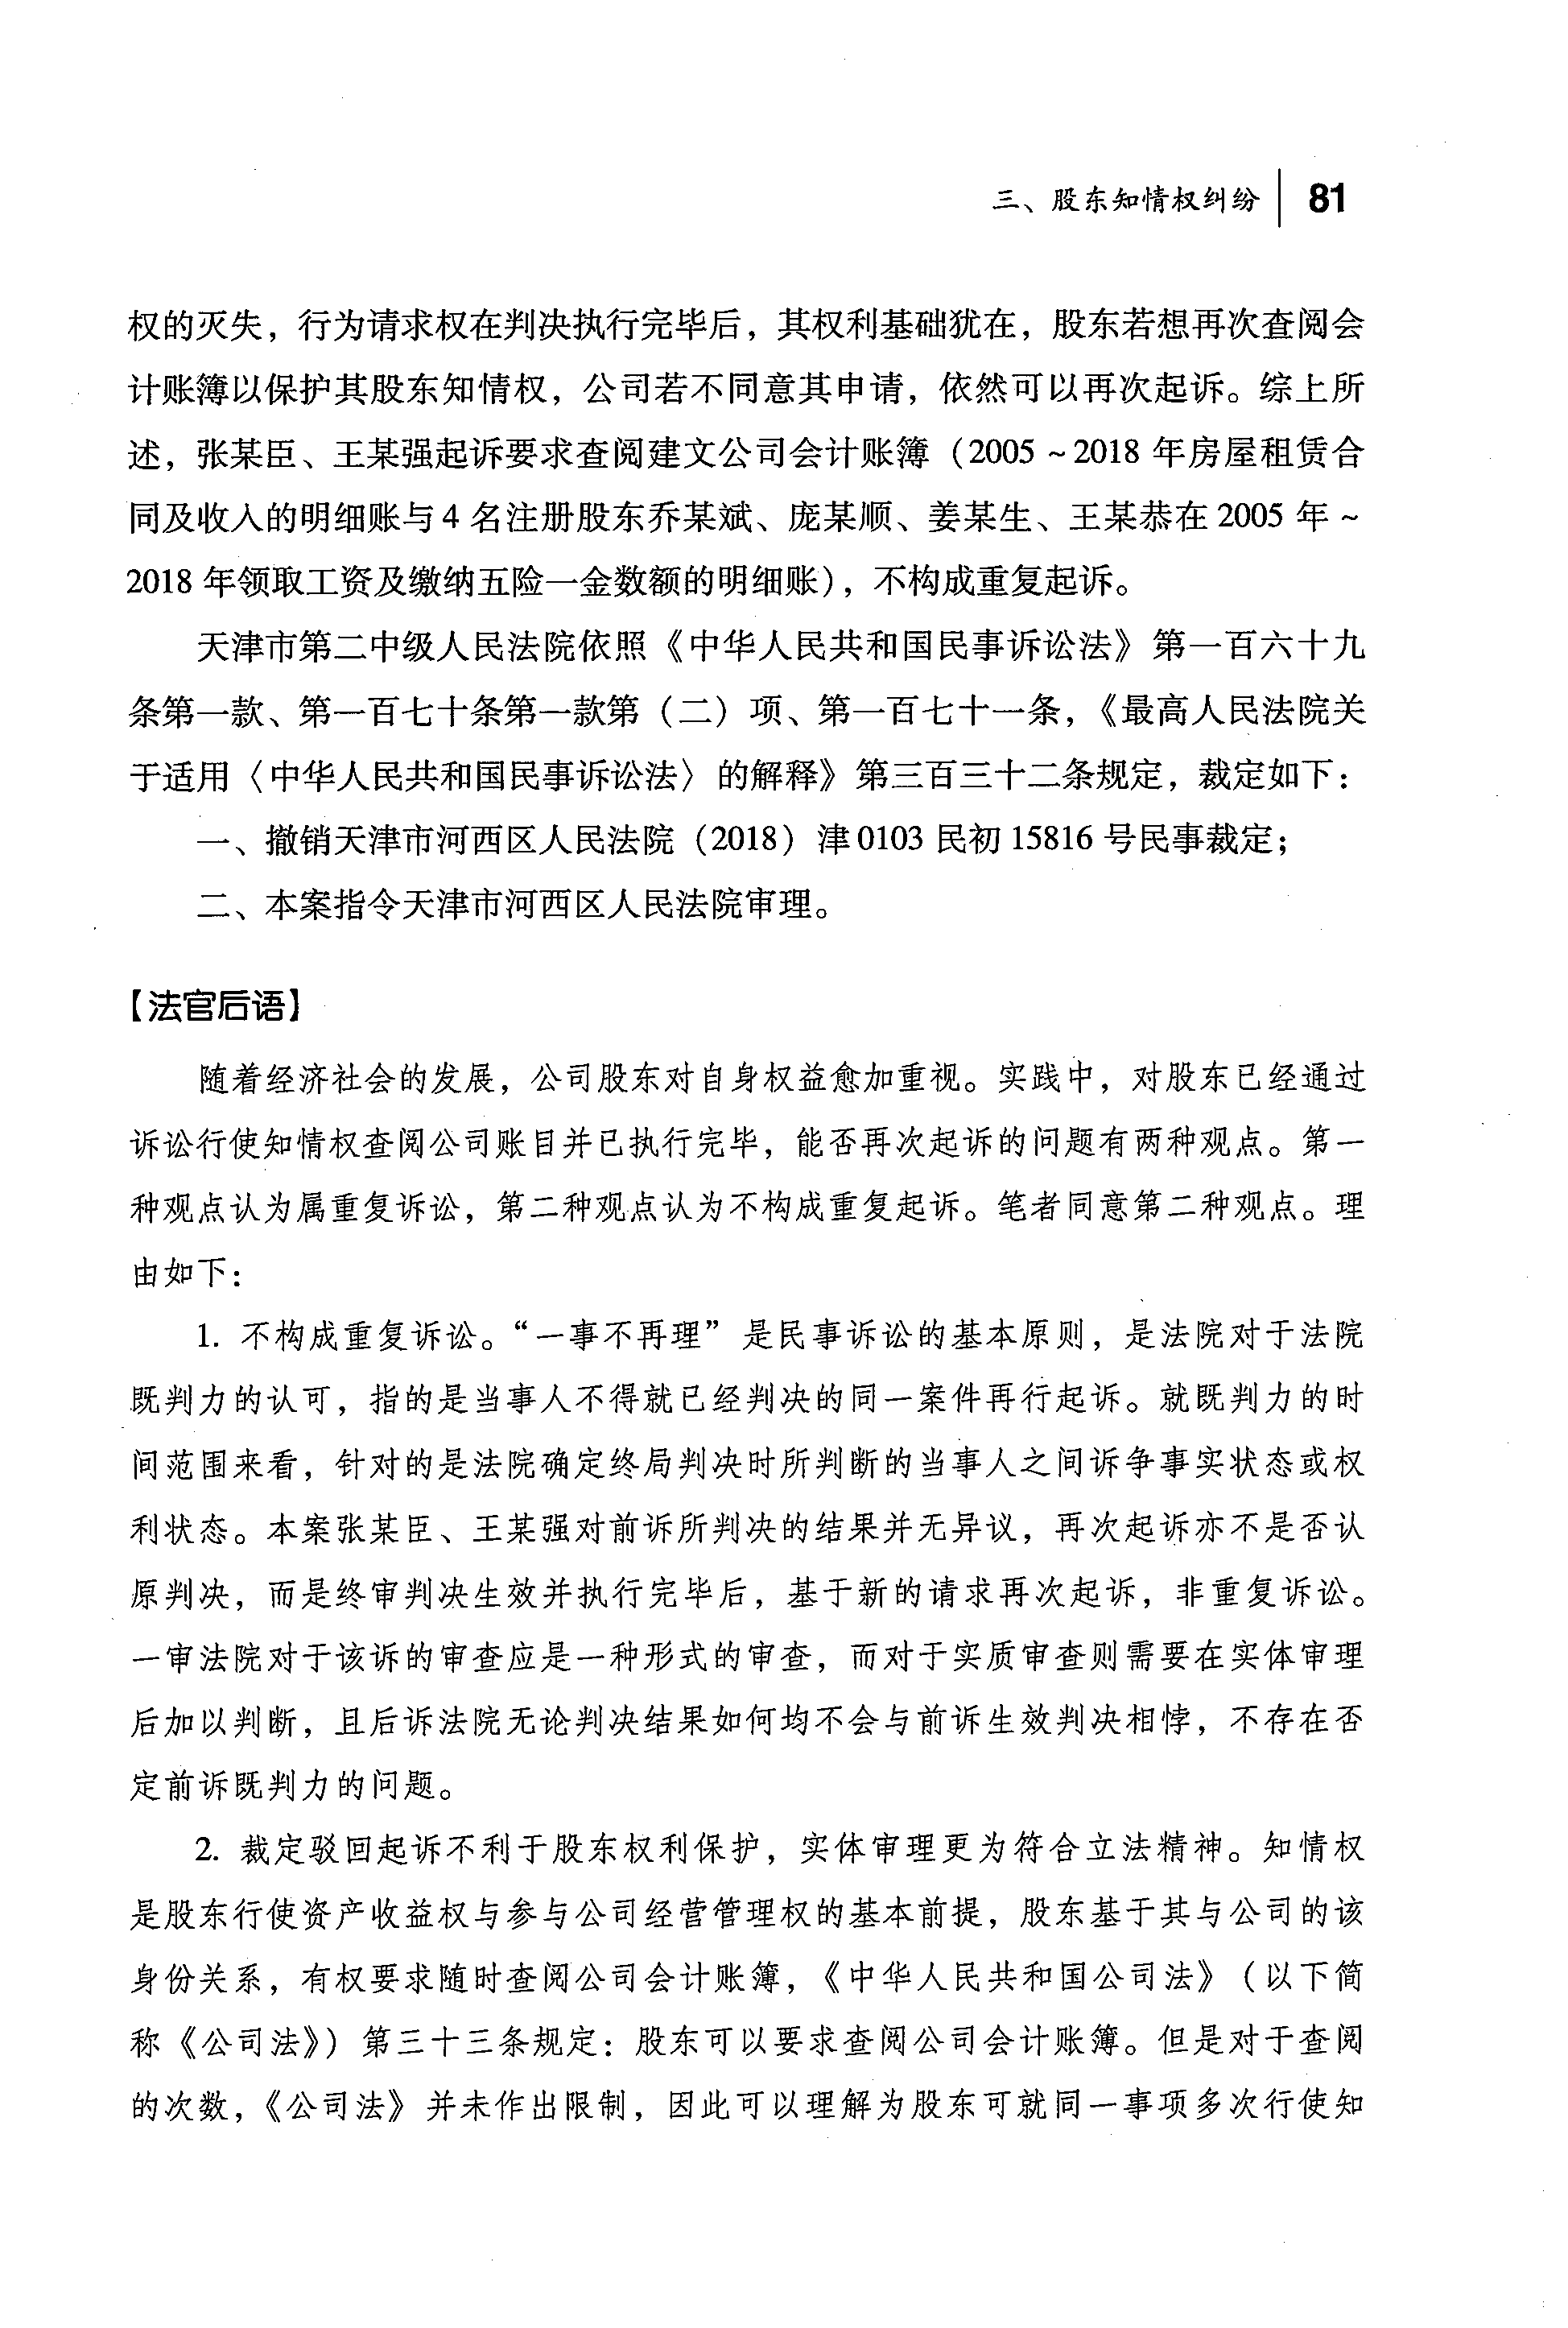 三、股东知情权纠纷 81
权的灭失，行为请求权在判决执行完毕后，其权利基础犹在，股东若想再次查阅会
计账簿以保护其股东知情权，公司若不同意其申请，依然可以再次起诉。综上所
述，张某臣、王某强起诉要求查阅建文公司会计账簿（2005～2018 年房屋租赁合
同及收入的明细账与 4 名注册股东乔某斌、庞某顺、姜某生、王某恭在 2005 年～
2018 年领取工资及缴纳五险一金数额的明细账），不构成重复起诉。
天津市第二中级人民法院依照《中华人民共和国民事诉讼法》第一百六十九
条第一款、第一百七十条第一款第（二）项、第一百七十一条，《最高人民法院关
于适用〈中华人民共和国民事诉讼法〉的解释》第三百三十二条规定，裁定如下：
一、撤销天津市河西区人民法院（2018）津 0103 民初 15816 号民事裁定；
二、本案指令天津市河西区人民法院审理。
【法官后语】
随着经济社会的发展，公司股东对自身权益愈加重视。实践中，对股东已经通过
诉讼行使知情权查阅公司账目并已执行完毕，能否再次起诉的问题有两种观点。第一
种观点认为属重复诉讼，第二种观点认为不构成重复起诉。笔者同意第二种观点。理
由如下：
1. 不构成重复诉讼。“一事不再理”是民事诉讼的基本原则，是法院对于法院
既判力的认可，指的是当事人不得就已经判决的同一案件再行起诉。就既判力的时
间范围来看，针对的是法院确定终局判决时所判断的当事人之间诉争事实状态或权
利状态。本案张某臣、王某强对前诉所判决的结果并无异议，再次起诉亦不是否认
原判决，而是终审判决生效并执行完毕后，基于新的请求再次起诉，非重复诉讼。
一审法院对于该诉的审查应是一种形式的审查，而对于实质审查则需要在实体审理
后加以判断，且后诉法院无论判决结果如何均不会与前诉生效判决相悖，不存在否
定前诉既判力的问题。
2. 裁定驳回起诉不利于股东权利保护，实体审理更为符合立法精神。知情权
是股东行使资产收益权与参与公司经营管理权的基本前提，股东基于其与公司的该
身份关系，有权要求随时查阅公司会计账簿，《中华人民共和国公司法》（以下简
称《公司法》）第三十三条规定：股东可以要求查阅公司会计账簿。但是对于查阅
的次数，《公司法》并未作出限制，因此可以理解为股东可就同一事项多次行使知